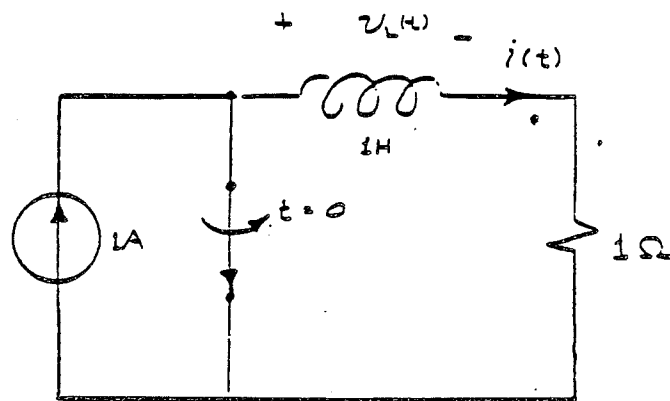 + v_L(t) -
i(t)
1H
t = 0
1A
1Ω